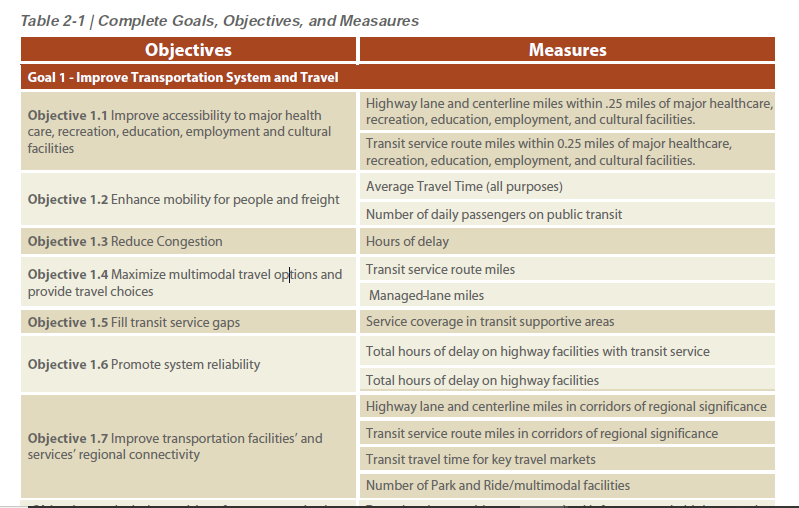 Table 2-1 | Complete Goals, Objectives, and Measaures
Objectives
Measures
Goal 1 - Improve Transportation System and Travel
Objective 1.1 Improve accessibility to major health
care, recreation, education, employment and cultural
facilities
Highway lane and centerline miles within .25 miles of major healthcare,
recreation, education, employment, and cultural facilities.
Transit service route miles within 0.25 miles of major healthcare,
recreation, education, employment, and cultural facilities.
Objective 1.2 Enhance mobility for people and freight
Average Travel Time (all purposes)
Number of daily passengers on public transit
Objective 1.3 Reduce Congestion
Hours of delay
Objective 1.4 Maximize multimodal travel options and
provide travel choices
Transit service route miles
Managed-lane miles
Objective 1.5 Fill transit service gaps
Service coverage in transit supportive areas
Objective 1.6 Promote system reliability
Total hours of delay on highway facilities with transit service
Total hours of delay on highway facilities
Objective 1.7 Improve transportation facilities’ and
services’ regional connectivity
Highway lane and centerline miles in corridors of regional significance
Transit service route miles in corridors of regional significance
Transit travel time for key travel markets
Number of Park and Ride/multimodal facilities